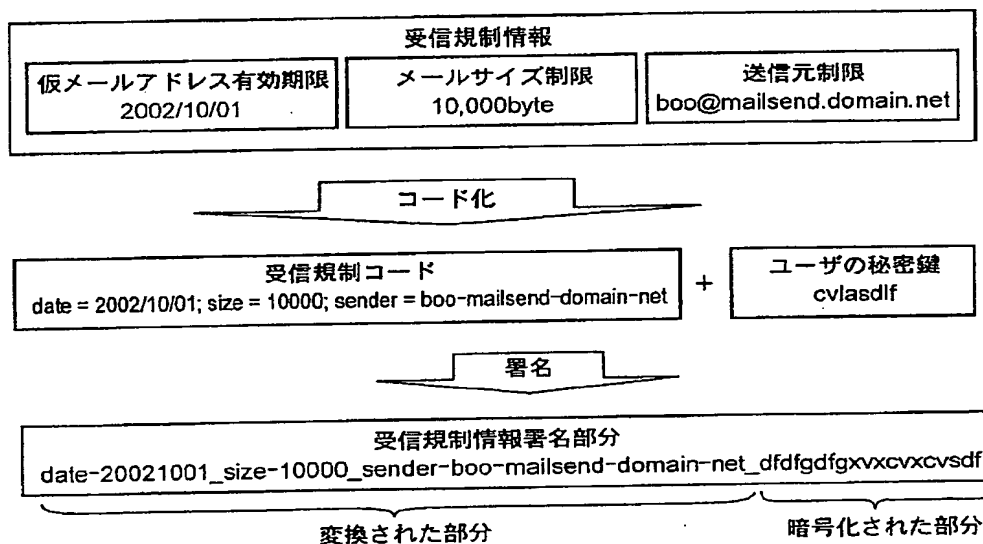 受信規制情報
仮メールアドレス有効期限
2002/10/01
メールサイズ制限
10,000byte
送信元制限
boo@mailsend.domain.net
コード化
受信規制コード
date = 2002/10/01; size = 10000; sender = boo-mailsend-domain-net
+
ユーザの秘密鍵
cvlasdlf
署名
受信規制情報署名部分
date-20021001_size-10000_sender-boo-mailsend-domain-net_dfdfgdfgxvxcvxcvsdf
変換された部分
暗号化された部分